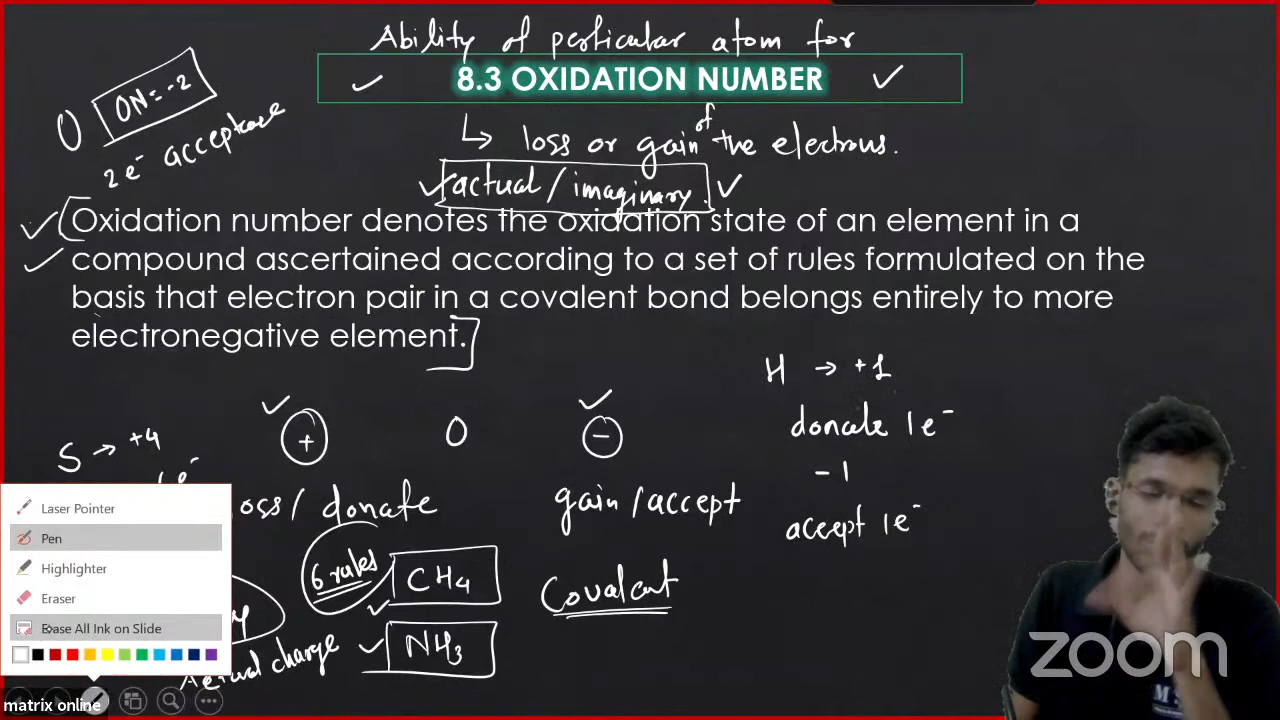 Ability of perticular atom for
8.3 OXIDATION NUMBER
O ON = -2
2e⁻ acceptance
↳ loss or gain of the electrons.
actual / imaginary.
Oxidation number denotes the oxidation state of an element in a
compound ascertained according to a set of rules formulated on the
basis that electron pair in a covalent bond belongs entirely to more
electronegative element.
H → +1
donate 1e⁻
-1
accept 1e⁻
S → +4
+ 0 -
oss / donate
gain / accept
6 rules
CH4
Covalent
NH3
Actual charge
Laser Pointer
Pen
Highlighter
Eraser
Erase All Ink on Slide
matrix online
zoom
M